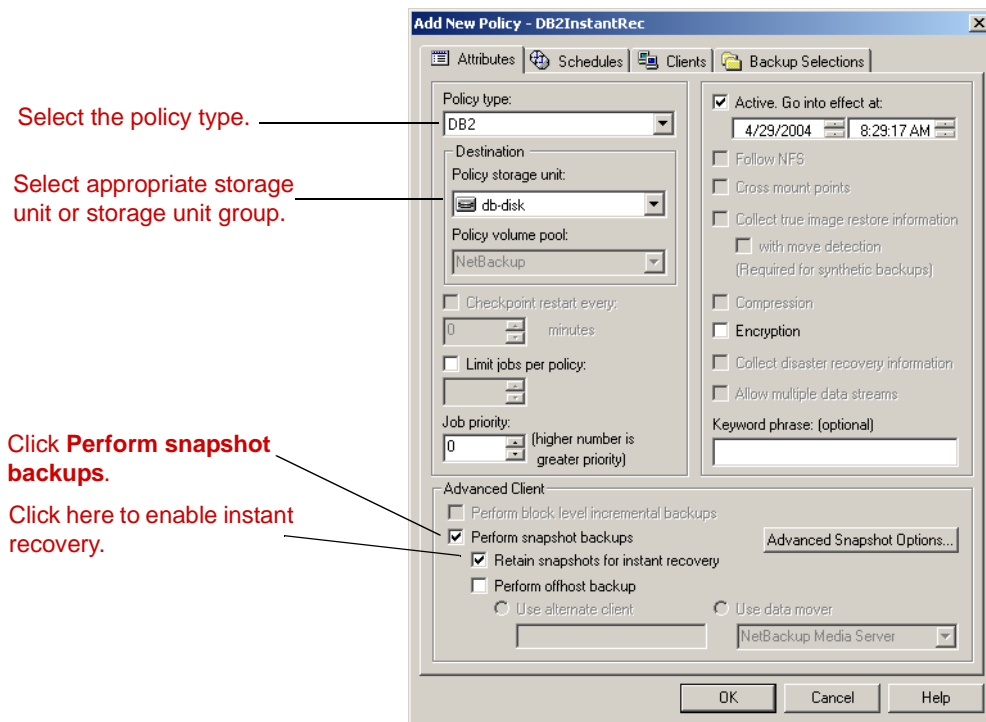 Add New Policy - DB2InstantRec
Attributes
Schedules
Clients
Backup Selections
Select the policy type.
Policy type:
DB2
Select appropriate storage
unit or storage unit group.
Destination
Policy storage unit:
db-disk
Policy volume pool:
NetBackup
Checkpoint restart every:
0 minutes
Limit jobs per policy:
Job priority:
0 (higher number is
greater priority)
Active. Go into effect at:
4/29/2004 8:29:17 AM
Follow NFS
Cross mount points
Collect true image restore information
with move detection
(Required for synthetic backups)
Compression
Encryption
Collect disaster recovery information
Allow multiple data streams
Keyword phrase: (optional)
Click Perform snapshot
backups.
Click here to enable instant
recovery.
Advanced Client
Perform block level incremental backups
Perform snapshot backups
Advanced Snapshot Options...
Retain snapshots for instant recovery
Perform offhost backup
Use alternate client
Use data mover
NetBackup Media Server
OK
Cancel
Help